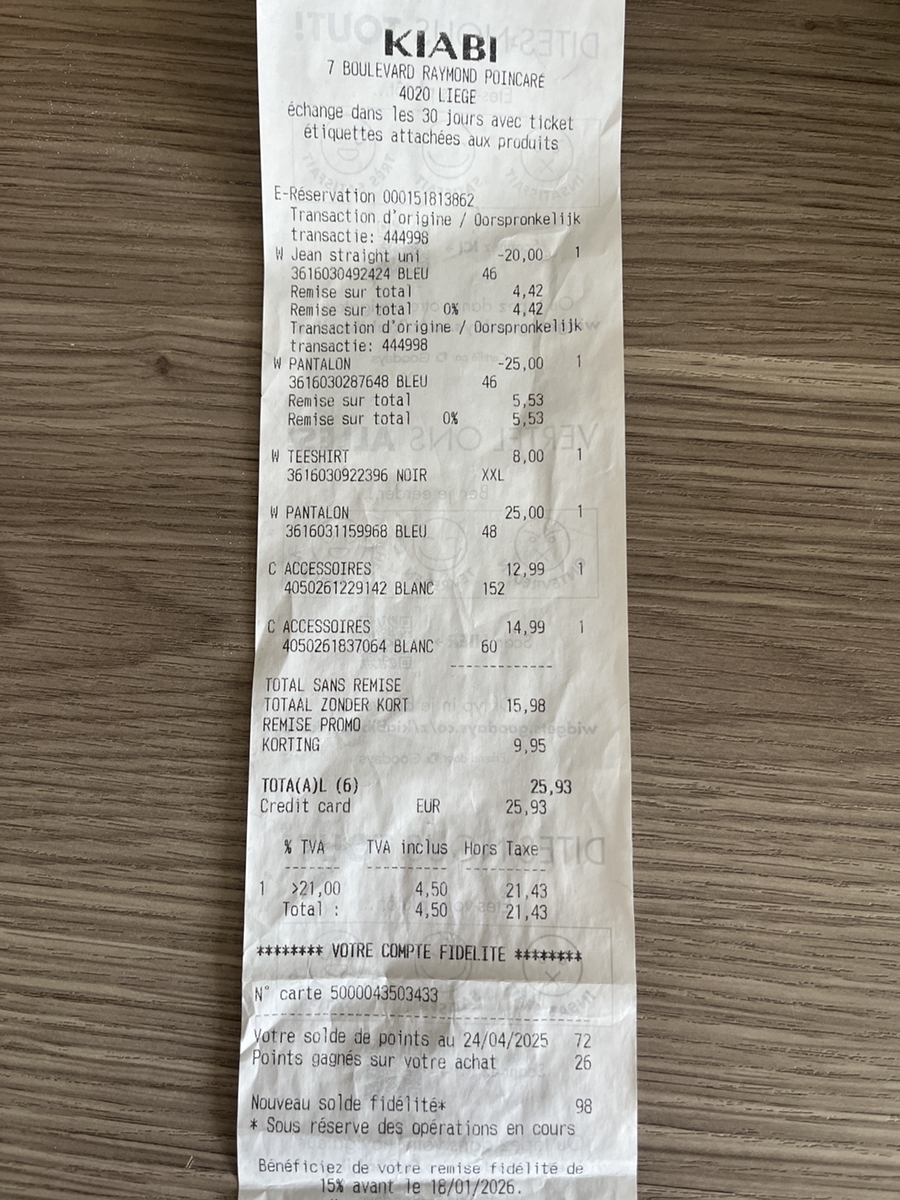 KIABI
7 BOULEVARD RAYMOND POINCARÉ
4020 LIEGE
échange dans les 30 jours avec ticket
étiquettes attachées aux produits
E-Réservation 000151813862
Transaction d'origine / Oorspronkelijk
transactie: 444998
W Jean straight uni -20,00 1
3616030492424 BLEU 46
Remise sur total 4,42
Remise sur total 0% 4,42
Transaction d'origine / Oorspronkelijk
transactie: 444998
W PANTALON -25,00 1
3616030287648 BLEU 46
Remise sur total 5,53
Remise sur total 0% 5,53
W TEESHIRT 8,00 1
3616030922396 NOIR XXL
W PANTALON 25,00 1
3616031159968 BLEU 48
C ACCESSOIRES 12,99 1
4050261229142 BLANC 152
C ACCESSOIRES 14,99 1
4050261837064 BLANC 60
TOTAL SANS REMISE
TOTAAL ZONDER KORT 15,98
REMISE PROMO
KORTING 9,95
TOTA(A)L (6) 25,93
Credit card EUR 25,93
% TVA TVA inclus Hors Taxe
1 >21,00 4,50 21,43
Total : 4,50 21,43
******** VOTRE COMPTE FIDELITE ********
N° carte 5000043503433
Votre solde de points au 24/04/2025 72
Points gagnés sur votre achat 26
Nouveau solde fidélité* 98
* Sous réserve des opérations en cours
Bénéficiez de votre remise fidélité de
15% avant le 18/01/2026.